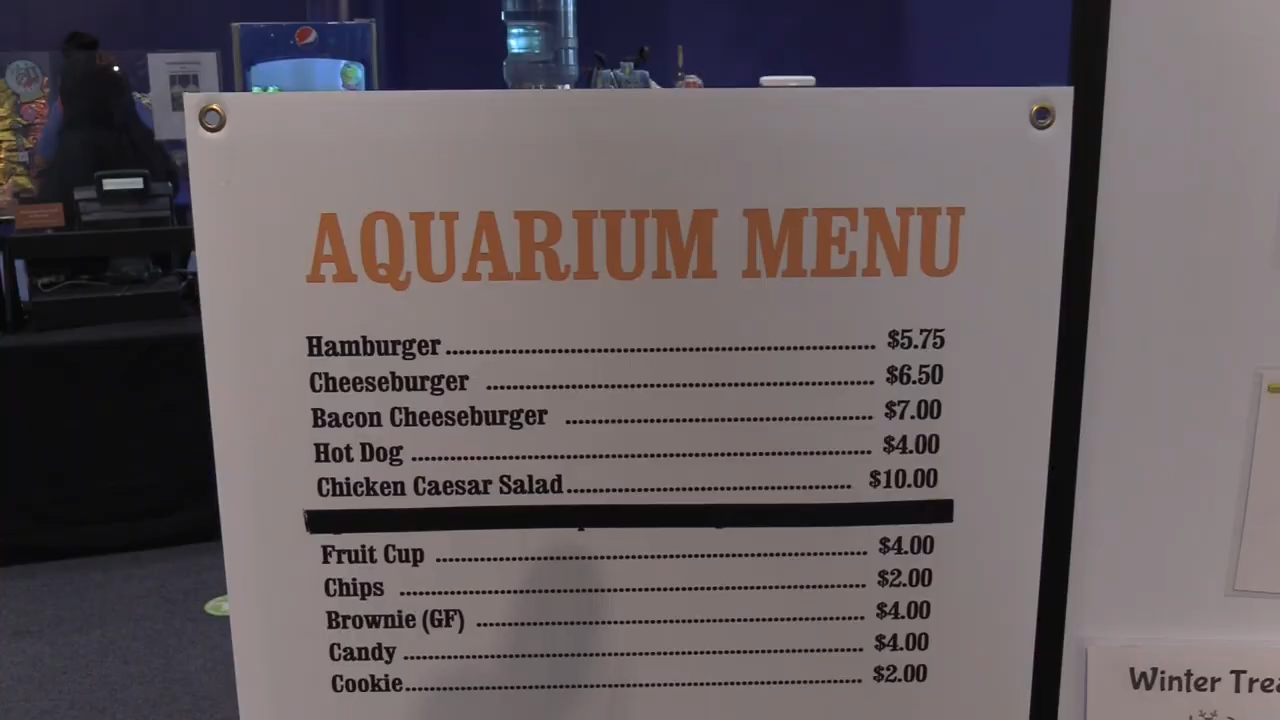 AQUARIUM MENU
Hamburger ........ $5.75
Cheeseburger ........ $6.50
Bacon Cheeseburger ........ $7.00
Hot Dog ........ $4.00
Chicken Caesar Salad ........ $10.00
Fruit Cup ........ $4.00
Chips ........ $2.00
Brownie (GF) ........ $4.00
Candy ........ $4.00
Cookie ........ $2.00
Winter